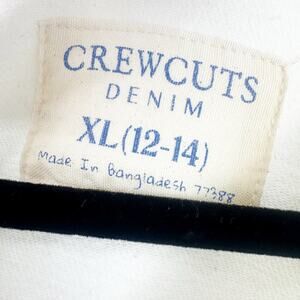 CREWCUTS
DENIM
XL(12-14)
Made In Bangladesh 77388